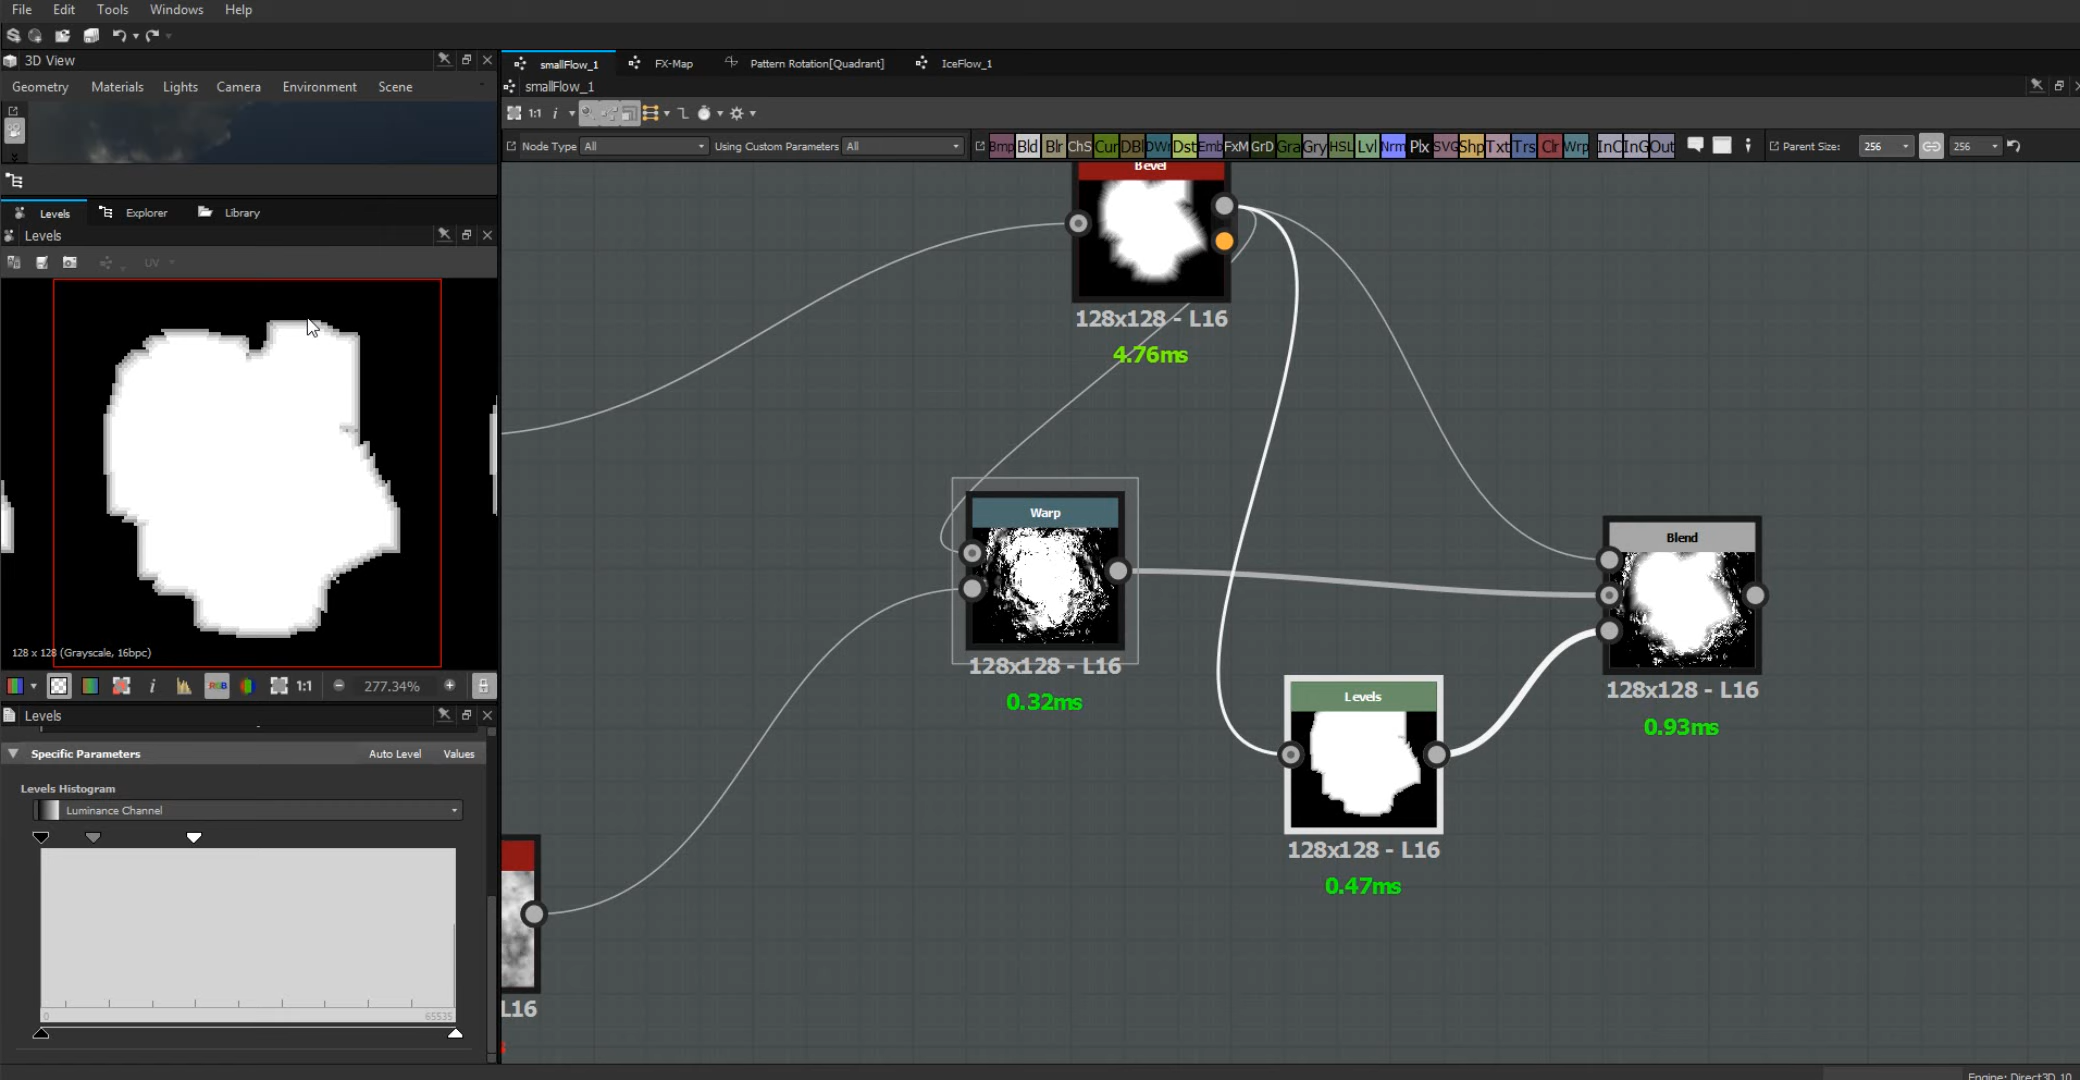 File Edit Tools Windows Help
3D View
Geometry Materials Lights Camera Environment Scene
Levels Explorer Library
Levels
UV
128 x 128 (Grayscale, 16bpc)
RGB 1:1 277.34%
Levels
Specific Parameters Auto Level Values
Levels Histogram
Luminance Channel
0 65535
smallFlow_1 FX-Map Pattern Rotation[Quadrant] IceFlow_1
smallFlow_1
1:1
Node Type All Using Custom Parameters All Bmp Bld Blr ChS Cur DBl DWr Dst Emb FxM GrD Gra Gry HSL Lvl Nrm Plx SVG Shp Txt Trs Clr Wrp InC InG Out Parent Size: 256 256
Bevel
128x128 - L16
4.76ms
Warp
128x128 - L16
0.32ms
Blend
128x128 - L16
0.93ms
Levels
128x128 - L16
0.47ms
L16
Engine: Direct3D 10